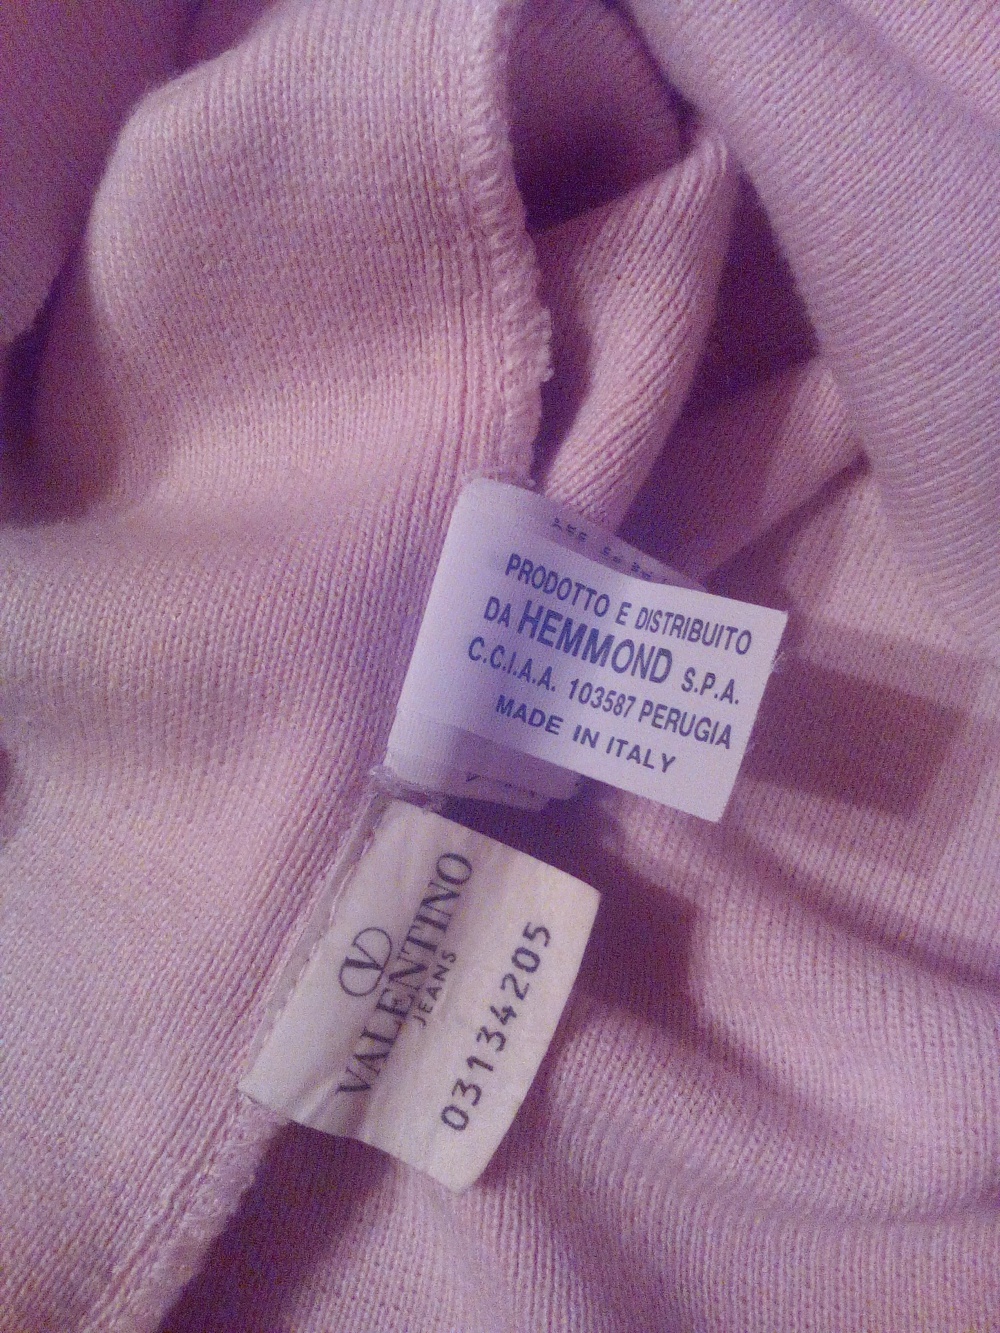 PRODOTTO E DISTRIBUITO
DA HEMMOND S.P.A.
C.C.I.A.A. 103587 PERUGIA
MADE IN ITALY
V
VALENTINO
JEANS
03134205